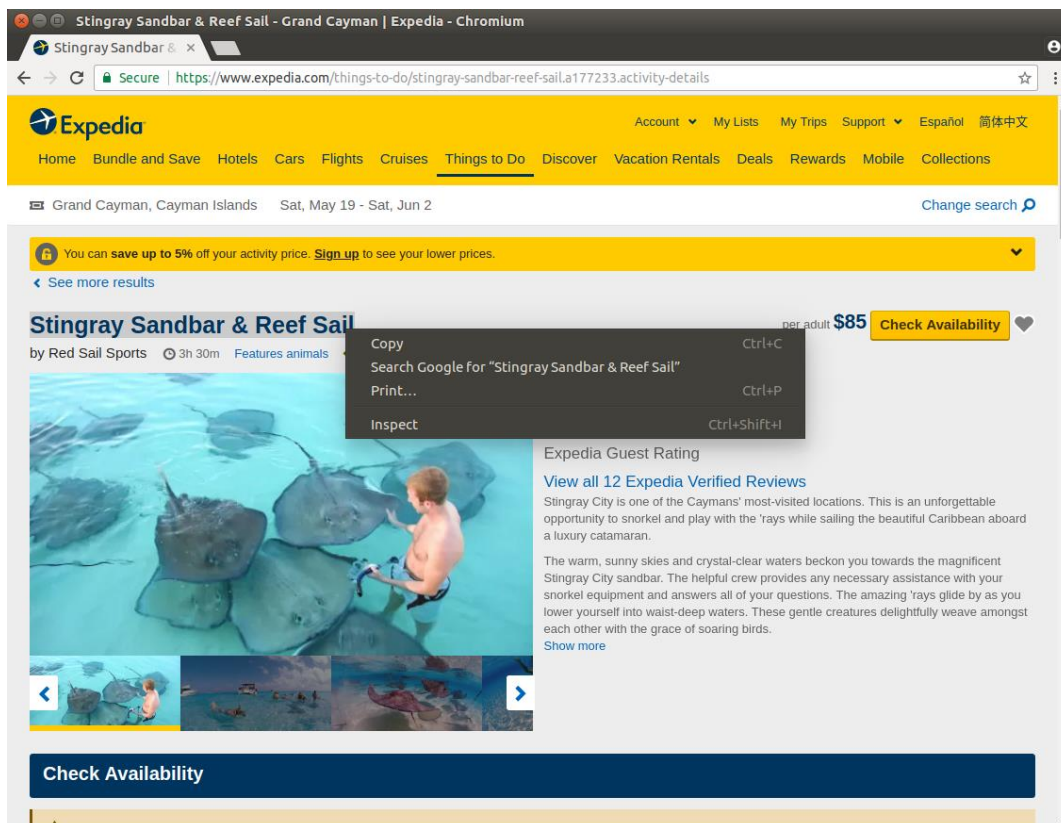 Stingray Sandbar & Reef Sail - Grand Cayman | Expedia - Chromium
Stingray Sandbar &
Secure | https://www.expedia.com/things-to-do/stingray-sandbar-reef-sail.a177233.activity-details
Expedia
Account My Lists My Trips Support Español 简体中文
Home Bundle and Save Hotels Cars Flights Cruises Things to Do Discover Vacation Rentals Deals Rewards Mobile Collections
Grand Cayman, Cayman Islands Sat, May 19 - Sat, Jun 2 Change search
You can save up to 5% off your activity price. Sign up to see your lower prices.
See more results
Stingray Sandbar & Reef Sail
per adult $85 Check Availability
by Red Sail Sports 3h 30m Features animals
Copy Ctrl+C
Search Google for “Stingray Sandbar & Reef Sail”
Print... Ctrl+P
Inspect Ctrl+Shift+I
Expedia Guest Rating
View all 12 Expedia Verified Reviews
Stingray City is one of the Caymans' most-visited locations. This is an unforgettable
opportunity to snorkel and play with the 'rays while sailing the beautiful Caribbean aboard
a luxury catamaran.
The warm, sunny skies and crystal-clear waters beckon you towards the magnificent
Stingray City sandbar. The helpful crew provides any necessary assistance with your
snorkel equipment and answers all of your questions. The amazing 'rays glide by as you
lower yourself into waist-deep waters. These gentle creatures delightfully weave amongst
each other with the grace of soaring birds.
Show more
Check Availability